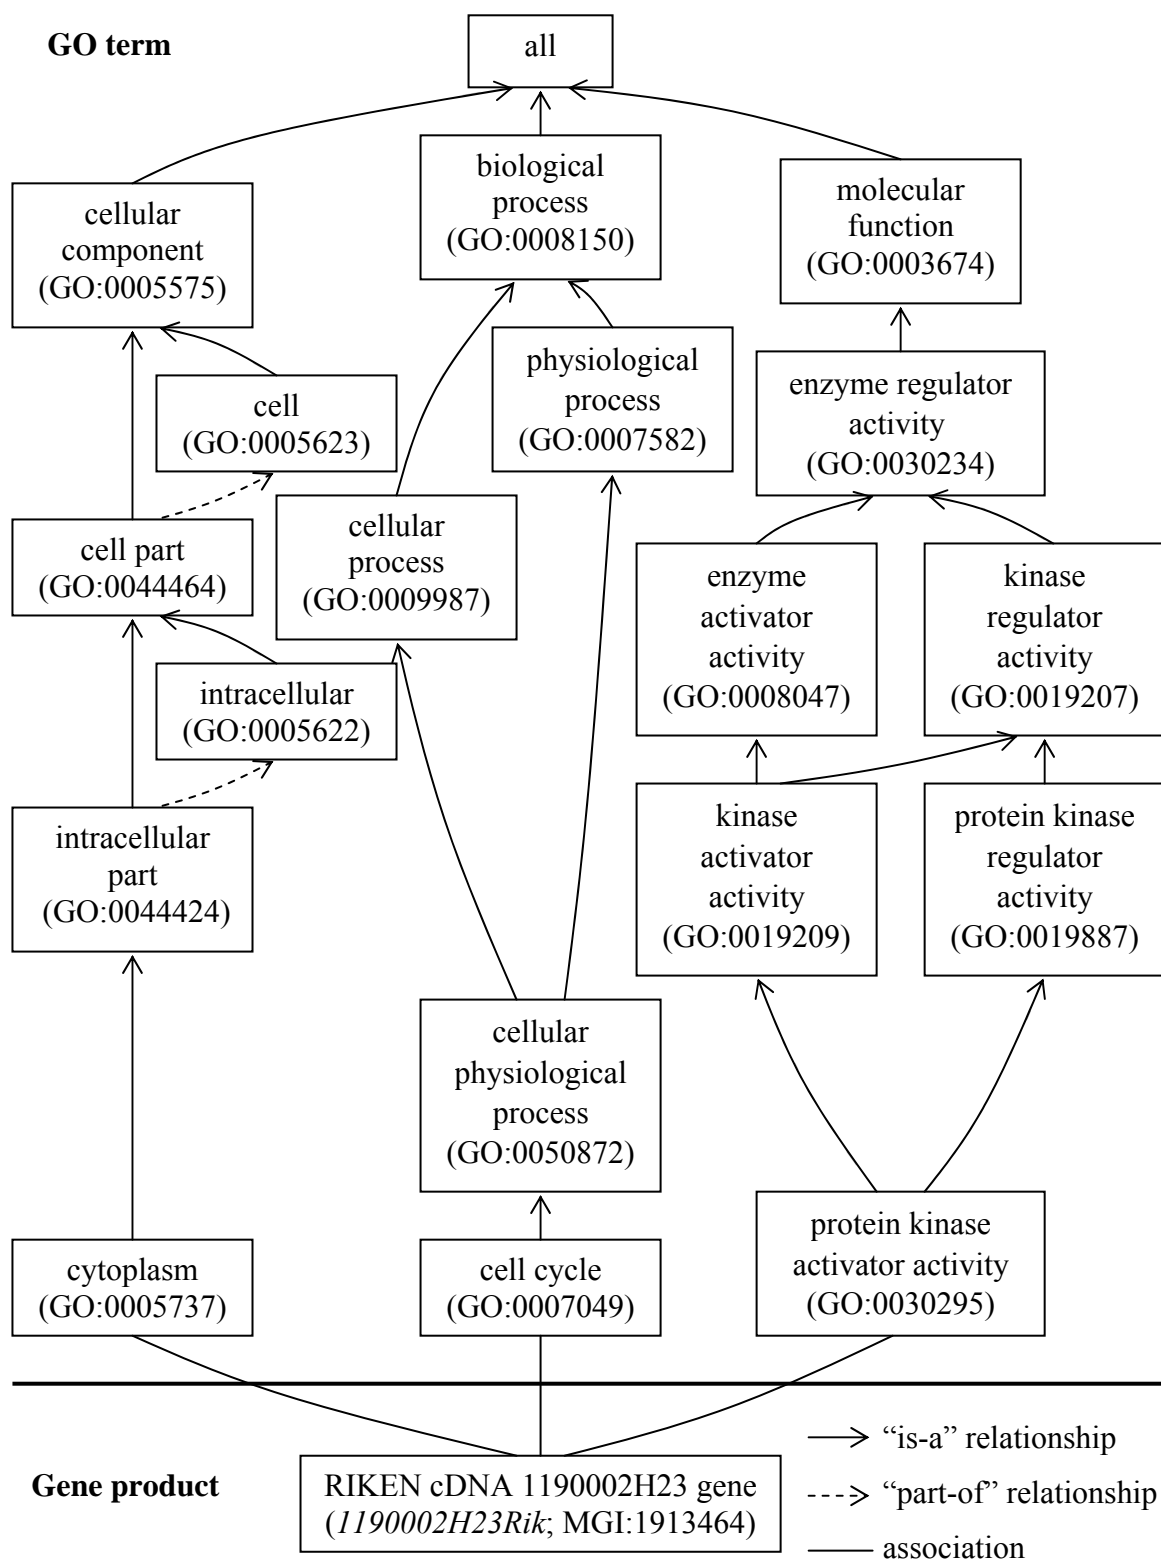 GO term
all
biological
process
(GO:0008150)
molecular
function
(GO:0003674)
cellular
component
(GO:0005575)
physiological
process
(GO:0007582)
enzyme regulator
activity
(GO:0030234)
cell
(GO:0005623)
cellular
process
(GO:0009987)
cell part
(GO:0044464)
enzyme
activator
activity
(GO:0008047)
kinase
regulator
activity
(GO:0019207)
intracellular
(GO:0005622)
intracellular
part
(GO:0044424)
kinase
activator
activity
(GO:0019209)
protein kinase
regulator
activity
(GO:0019887)
cellular
physiological
process
(GO:0050872)
protein kinase
activator activity
(GO:0030295)
cytoplasm
(GO:0005737)
cell cycle
(GO:0007049)
Gene product
RIKEN cDNA 1190002H23 gene
(1190002H23Rik; MGI:1913464)
“is-a” relationship
“part-of” relationship
association